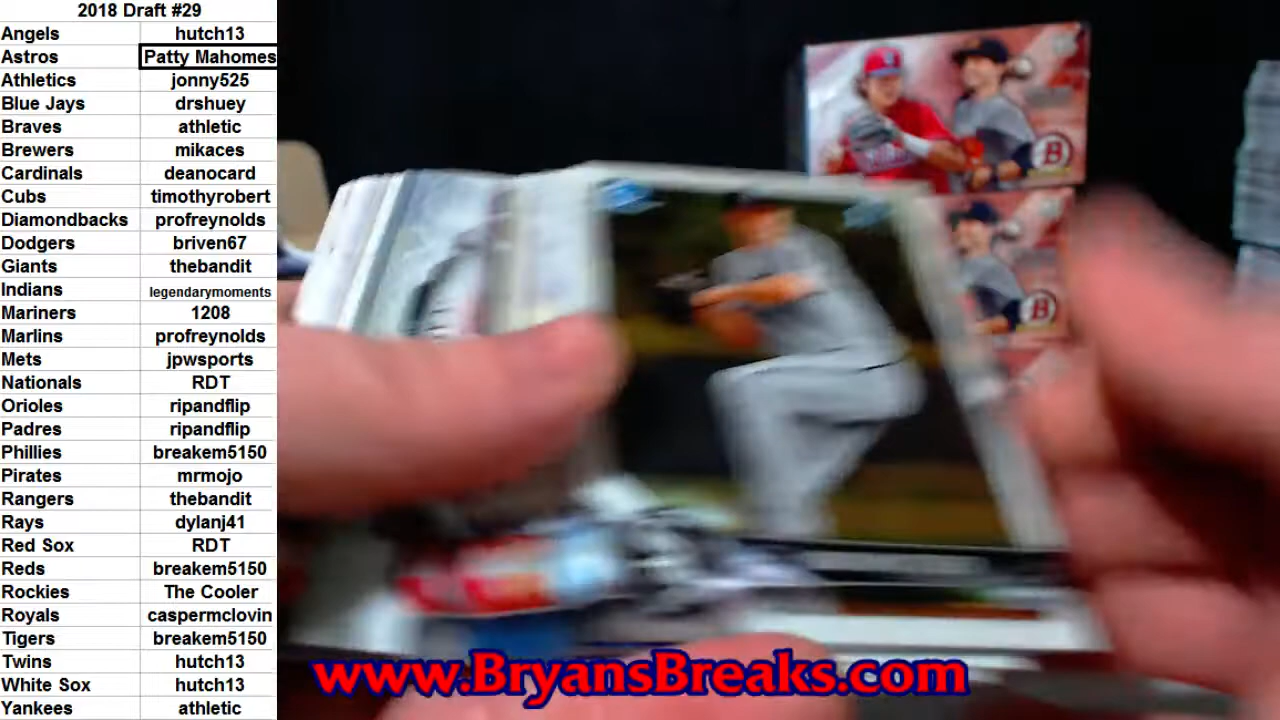 2018 Draft #29
Angels hutch13
Astros Patty Mahomes
Athletics jonny525
Blue Jays drshuey
Braves athletic
Brewers mikaces
Cardinals deanocard
Cubs timothyrobert
Diamondbacks profreynolds
Dodgers briven67
Giants thebandit
Indians legendarymoments
Mariners 1208
Marlins profreynolds
Mets jpwsports
Nationals RDT
Orioles ripandflip
Padres ripandflip
Phillies breakem5150
Pirates mrmojo
Rangers thebandit
Rays dylanj41
Red Sox RDT
Reds breakem5150
Rockies The Cooler
Royals caspermclovin
Tigers breakem5150
Twins hutch13
White Sox hutch13
Yankees athletic
B
B
www.BryansBreaks.com